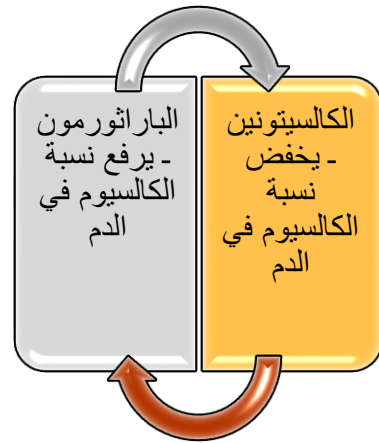 الكالسيتونين
ـ يخفض
نسبة
الكالسيوم في
الدم
الباراثورمون
ـ يرفع نسبة
الكالسيوم في
الدم